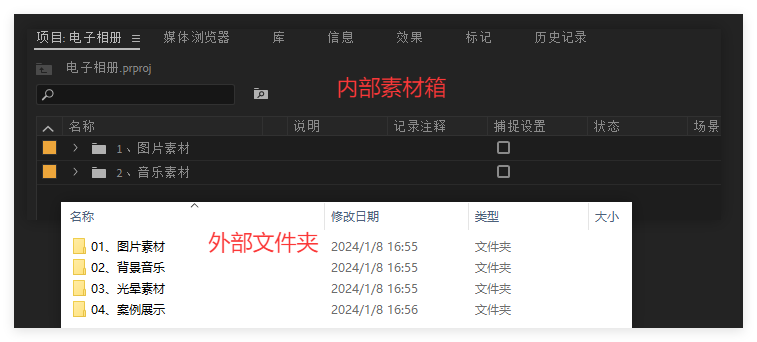 项目: 电子相册 媒体浏览器 库 信息 效果 标记 历史记录
电子相册.prproj
内部素材箱
名称 说明 记录注释 捕捉设置 状态 场景
1、图片素材
2、音乐素材
名称 修改日期 类型 大小
外部文件夹
01、图片素材 2024/1/8 16:55 文件夹
02、背景音乐 2024/1/8 16:55 文件夹
03、光晕素材 2024/1/8 16:55 文件夹
04、案例展示 2024/1/8 16:56 文件夹